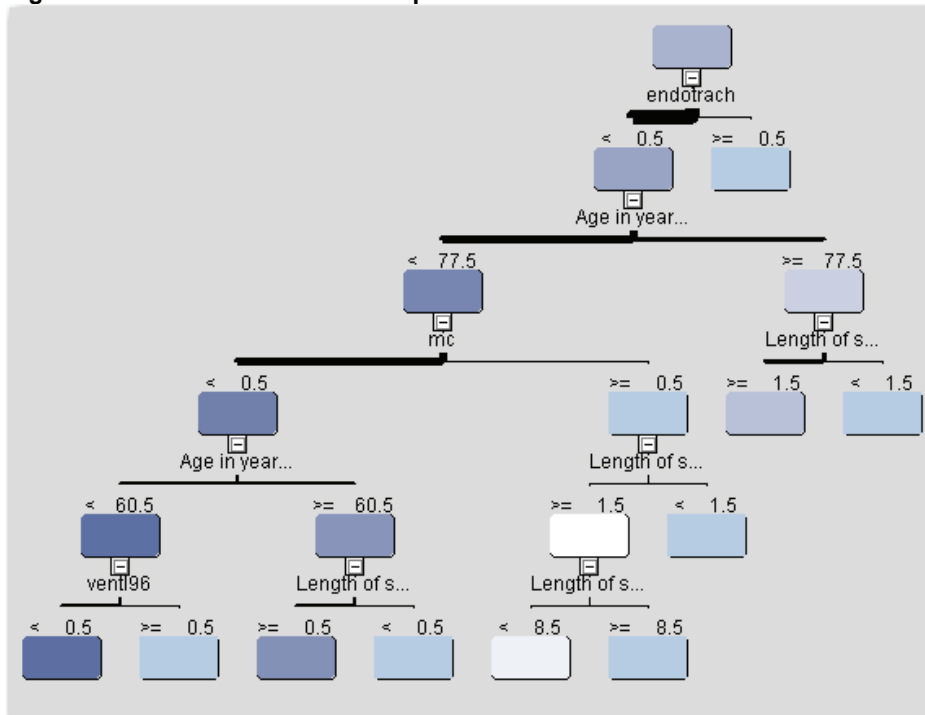 endotrach
< 0.5 >= 0.5
Age in year...
< 77.5 >= 77.5
mc Length of s...
< 0.5 >= 0.5 >= 1.5 < 1.5
Age in year... Length of s...
< 60.5 >= 60.5 >= 1.5 < 1.5
ventl96 Length of s... Length of s...
< 0.5 >= 0.5 >= 0.5 < 0.5 < 8.5 >= 8.5